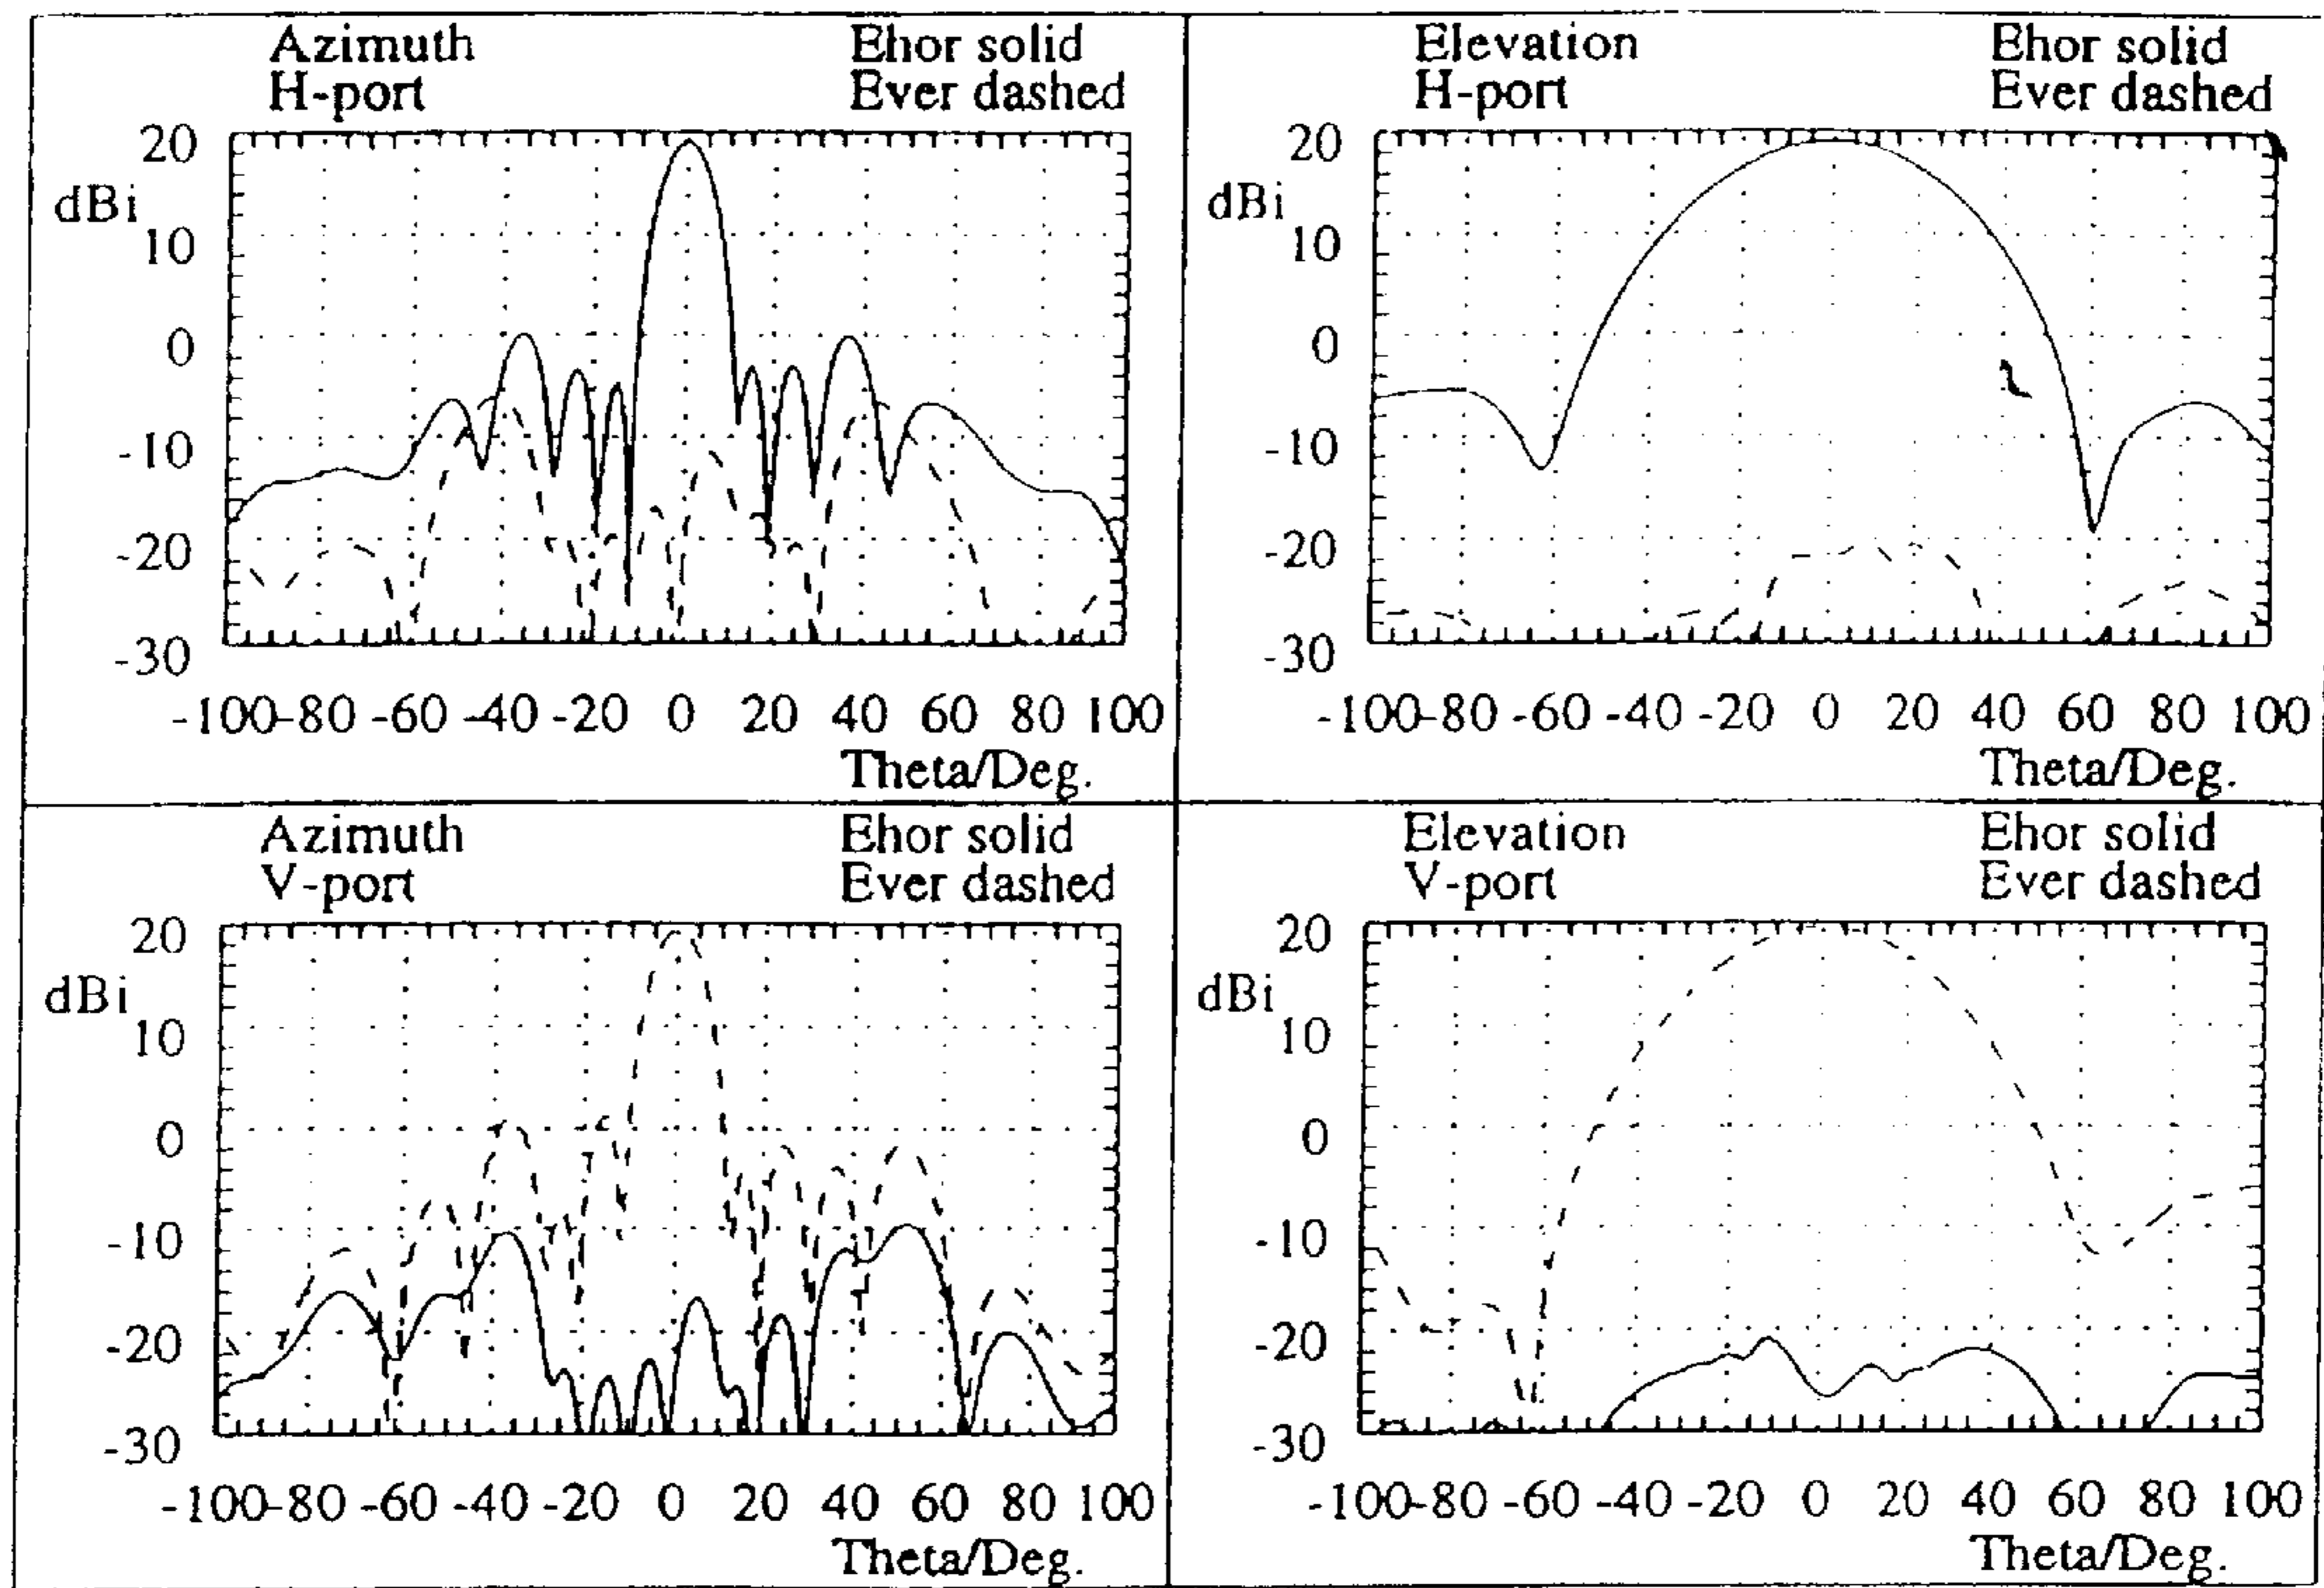 Azimuth Ehor solid
H-port Ever dashed
20
dBi
10
0
-10
-20
-30
-100-80 -60 -40 -20 0 20 40 60 80 100
Theta/Deg.
Elevation Ehor solid
H-port Ever dashed
20
dBi
10
0
-10
-20
-30
-100-80 -60 -40 -20 0 20 40 60 80 100
Theta/Deg.
Azimuth Ehor solid
V-port Ever dashed
20
dBi
10
0
-10
-20
-30
-100-80 -60 -40 -20 0 20 40 60 80 100
Theta/Deg.
Elevation Ehor solid
V-port Ever dashed
20
dBi
10
0
-10
-20
-30
-100-80 -60 -40 -20 0 20 40 60 80 100
Theta/Deg.